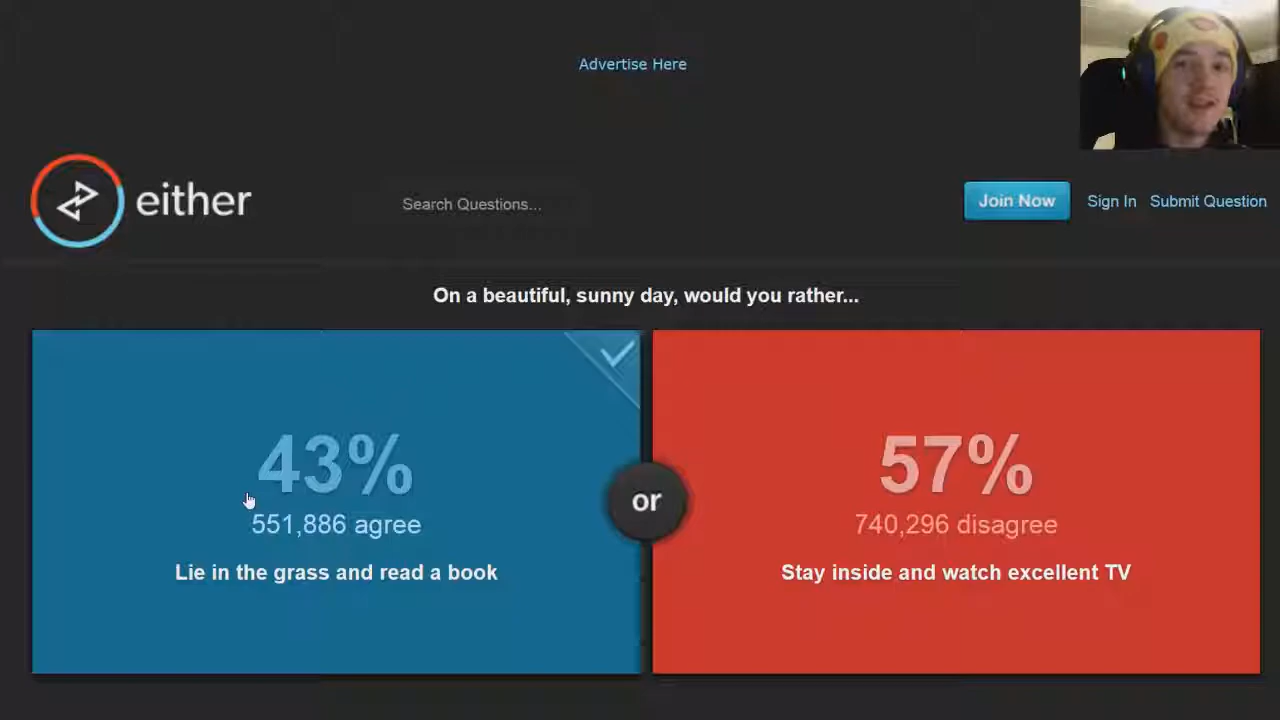 Advertise Here
either
Search Questions...
Join Now
Sign In
Submit Question
On a beautiful, sunny day, would you rather...
43%
551,886 agree
Lie in the grass and read a book
or
57%
740,296 disagree
Stay inside and watch excellent TV